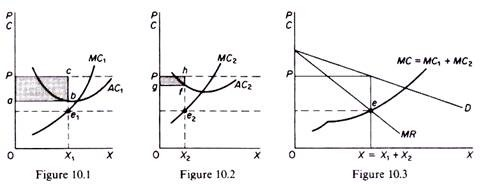 P
C
P
a
O
c
b
e1
MC1
AC1
X1
X
Figure 10.1
P
C
P
g
O
h
f
e2
MC2
AC2
X2
X
Figure 10.2
P
C
P
O
MC = MC1 + MC2
e
D
MR
X = X1 + X2
X
Figure 10.3